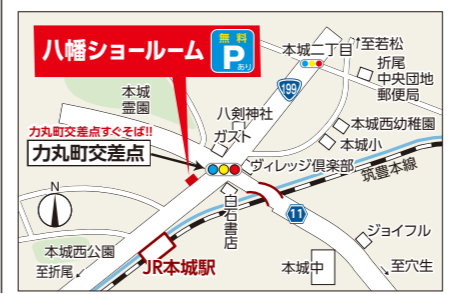 八幡ショールーム
無料
P
あり
本城二丁目
↑至若松
折尾
中央団地
郵便局
199
本城
霊園
八剣神社
ガスト
本城西幼稚園
本城小
力丸町交差点すぐそば!!
力丸町交差点
ヴィレッジ倶楽部
筑豊本線
N
白石書店
11
ジョイフル
本城西公園
至折尾
JR本城駅
本城中
至穴生